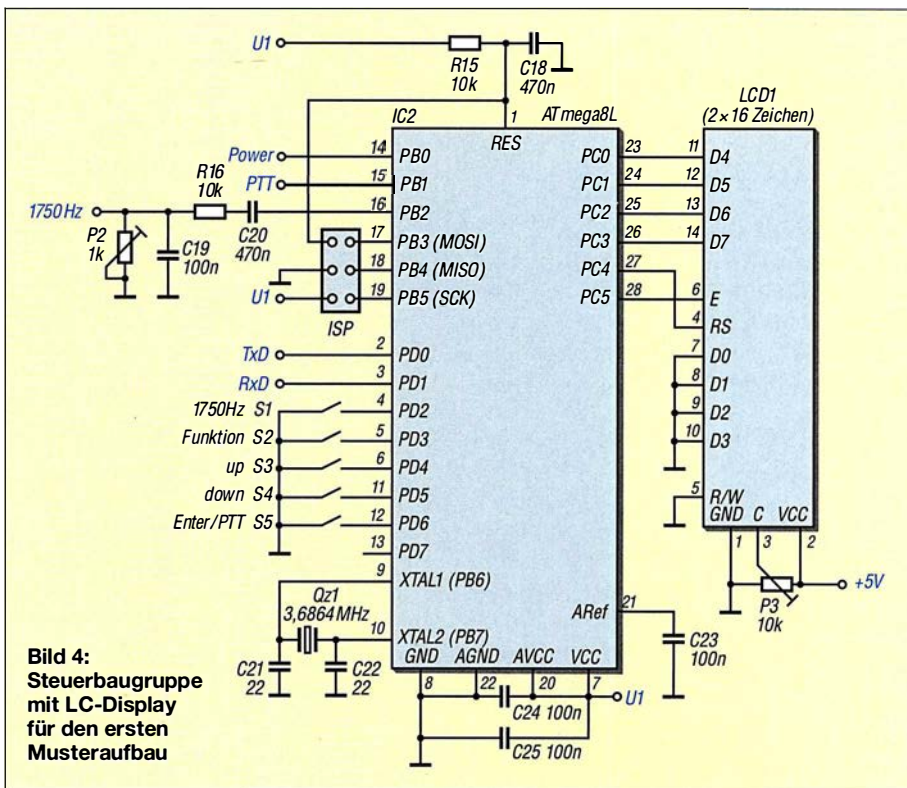 U1
R15
10k
C18
470n
LCD1
(2×16 Zeichen)
IC2
ATmega8L
1
RES
Power
14
PB0
PC0
23
11
D4
PTT
15
PB1
PC1
24
12
D5
R16
10k
1750Hz
16
PB2
PC2
25
13
D6
C20
470n
P2
1k
C19
100n
17
PB3 (MOSI)
PC3
26
14
D7
18
PB4 (MISO)
PC4
27
U1
19
PB5 (SCK)
PC5
28
6
E
ISP
4
RS
TxD
2
PD0
7
D0
RxD
3
PD1
8
D1
1750Hz S1
4
PD2
9
D2
Funktion S2
5
PD3
10
D3
up S3
6
PD4
down S4
11
PD5
5
R/W
Enter/PTT S5
12
PD6
GND C VCC
13
PD7
1
3
2
9
XTAL1 (PB6)
+5V
P3
10k
Qz1
3,6864MHz
ARef
21
10
XTAL2 (PB7)
C23
100n
C21
22
C22
22
GND AGND AVCC VCC
8
22
20
7
U1
C24 100n
C25 100n
Bild 4:
Steuerbaugruppe
mit LC-Display
für den ersten
Musteraufbau